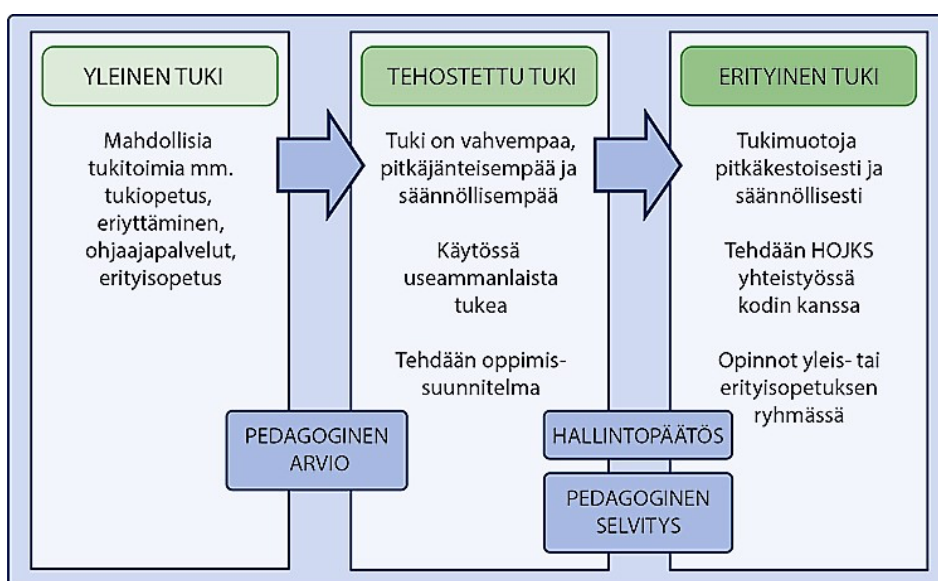 YLEINEN TUKI
Mahdollisia
tukitoimia mm.
tukiopetus,
eriyttäminen,
ohjaajapalvelut,
erityisopetus
PEDAGOGINEN
ARVIO
TEHOSTETTU TUKI
Tuki on vahvempaa,
pitkäjänteisempää ja
säännöllisempää
Käytössä
useammanlaista
tukea
Tehdään oppimis-
suunnitelma
HALLINTOPÄÄTÖS
PEDAGOGINEN
SELVITYS
ERITYINEN TUKI
Tukimuotoja
pitkäkestoisesti ja
säännöllisesti
Tehdään HOJKS
yhteistyössä
kodin kanssa
Opinnot yleis- tai
erityisopetuksen
ryhmässä